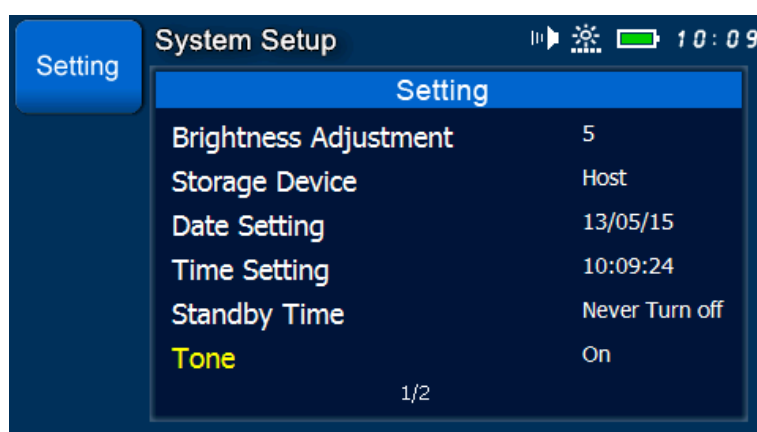 Setting
System Setup
10:09
Setting
Brightness Adjustment 5
Storage Device Host
Date Setting 13/05/15
Time Setting 10:09:24
Standby Time Never Turn off
Tone On
1/2